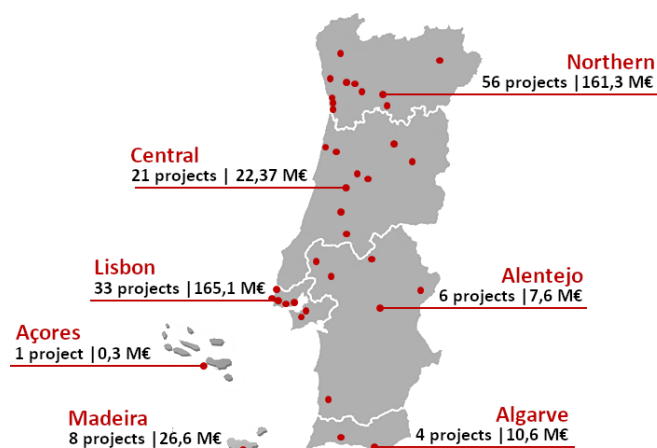 Northern
56 projects |161,3 M€
Central
21 projects | 22,37 M€
Lisbon
33 projects |165,1 M€
Alentejo
6 projects |7,6 M€
Açores
1 project |0,3 M€
Madeira
8 projects |26,6 M€
Algarve
4 projects |10,6 M€